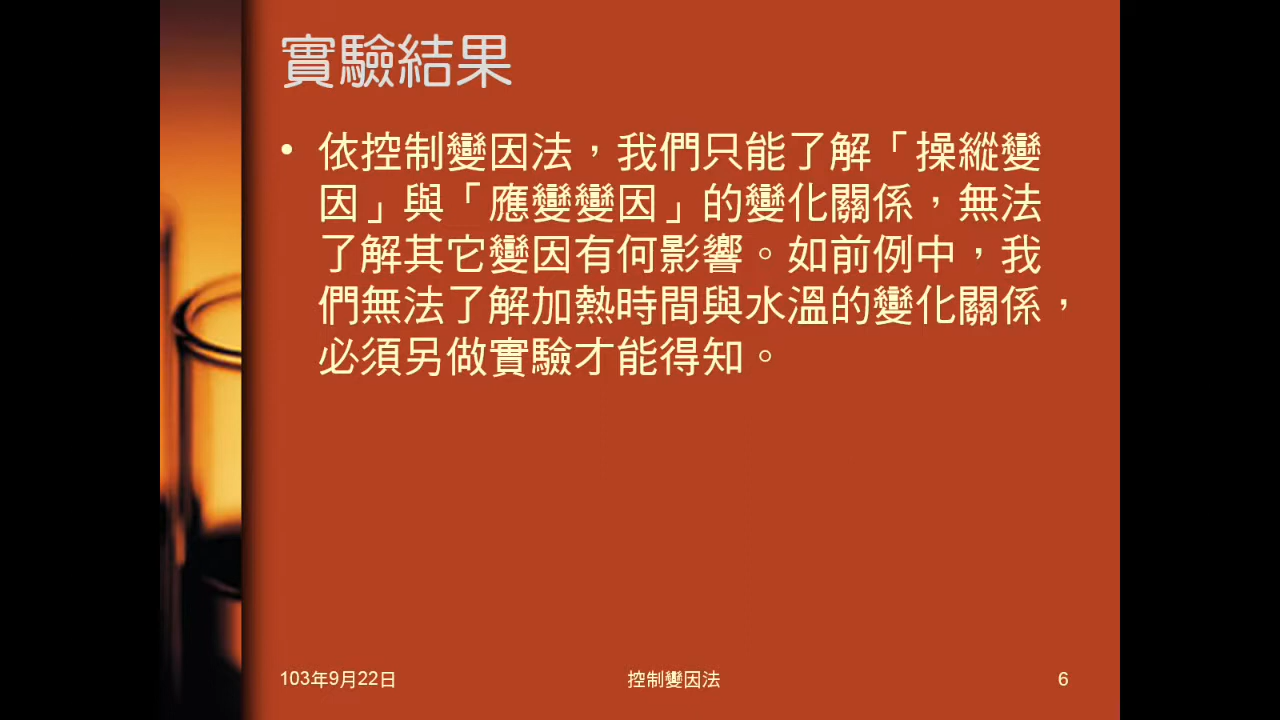 實驗結果
• 依控制變因法，我們只能了解「操縱變
因」與「應變變因」的變化關係，無法
了解其它變因有何影響。如前例中，我
們無法了解加熱時間與水溫的變化關係，
必須另做實驗才能得知。
103年9月22日
控制變因法
6